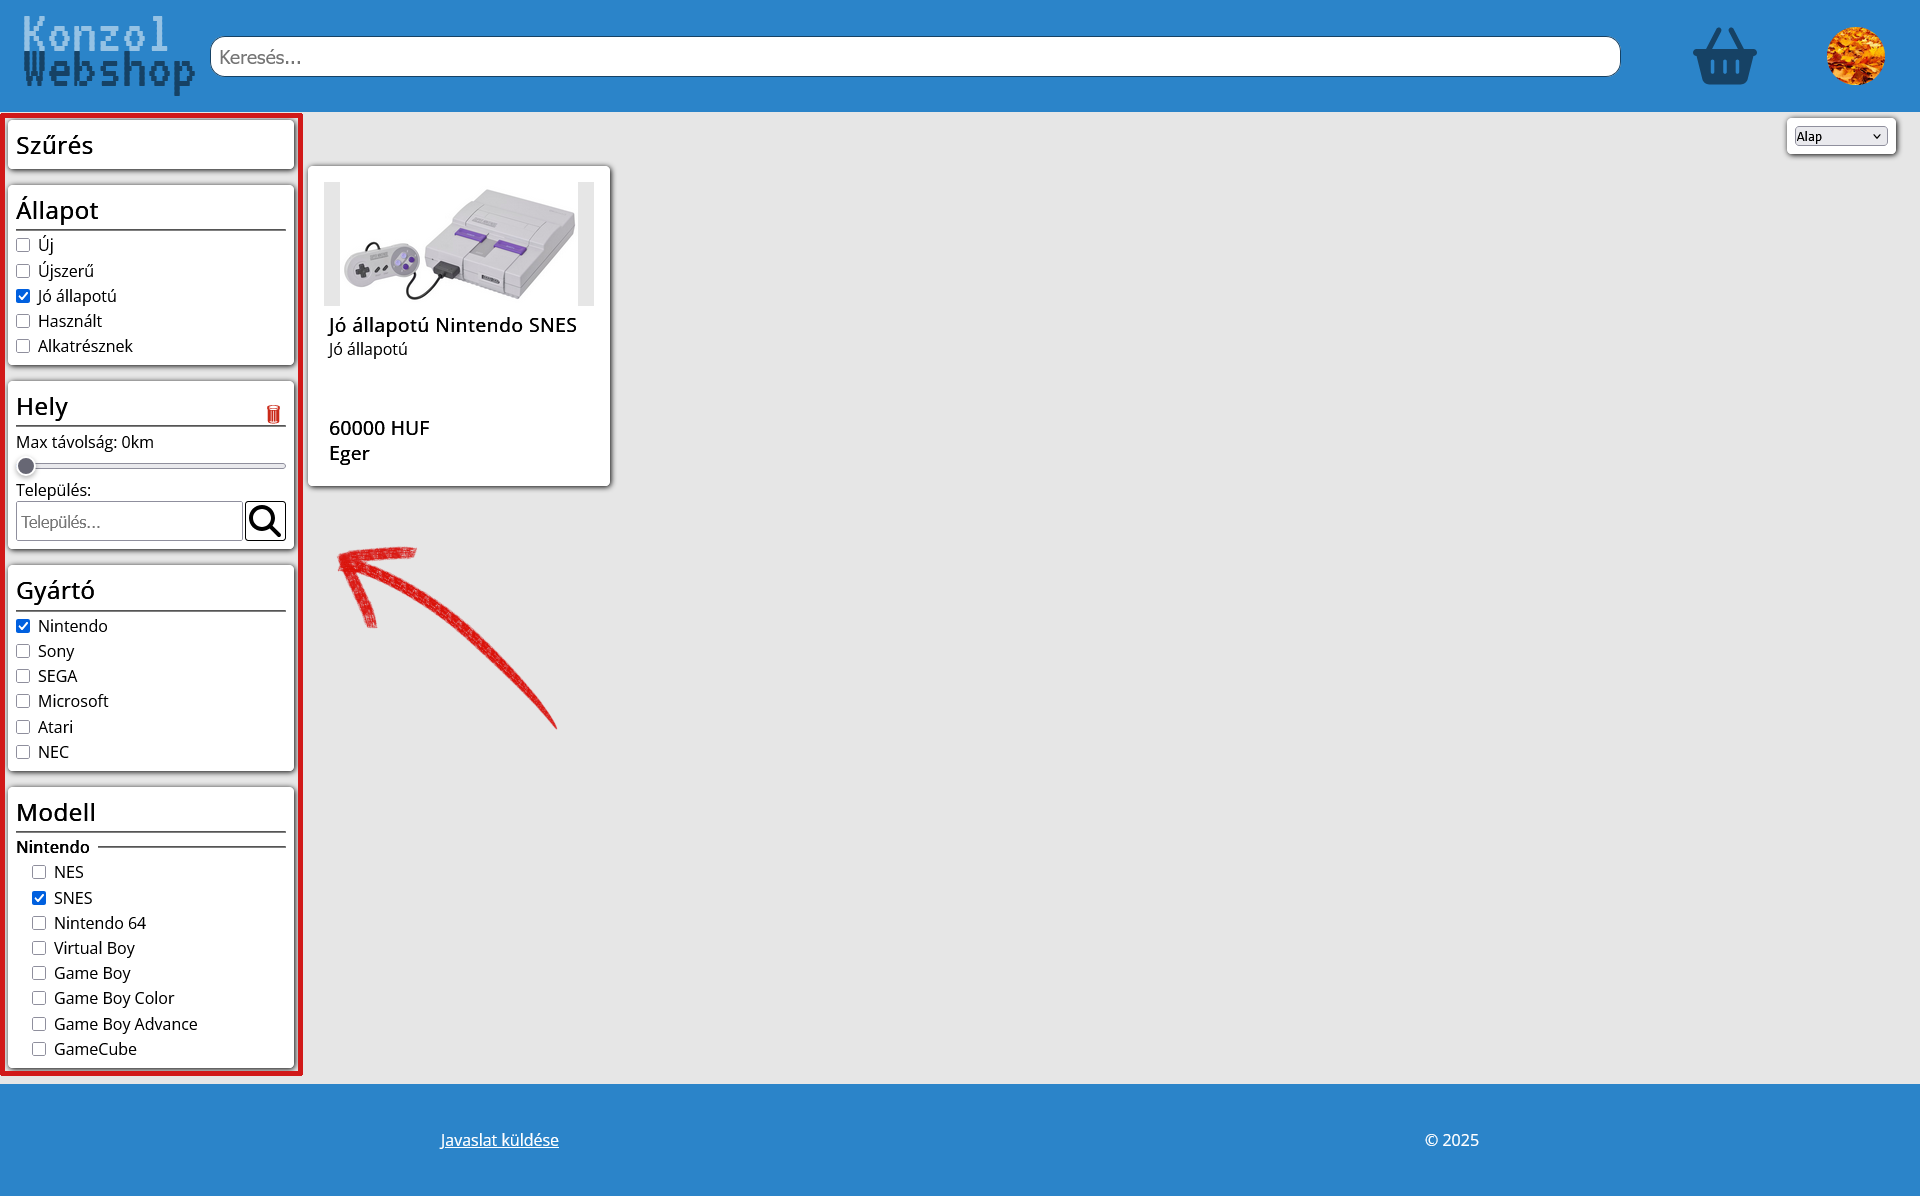 Konzol
Webshop
Keresés...
Szűrés
Állapot
Új
Újszerű
Jó állapotú
Használt
Alkatrésznek
Hely
Max távolság: 0km
Település:
Település...
Gyártó
Nintendo
Sony
SEGA
Microsoft
Atari
NEC
Modell
Nintendo
NES
SNES
Nintendo 64
Virtual Boy
Game Boy
Game Boy Color
Game Boy Advance
GameCube
Alap
Jó állapotú Nintendo SNES
Jó állapotú
60000 HUF
Eger
Javaslat küldése
© 2025